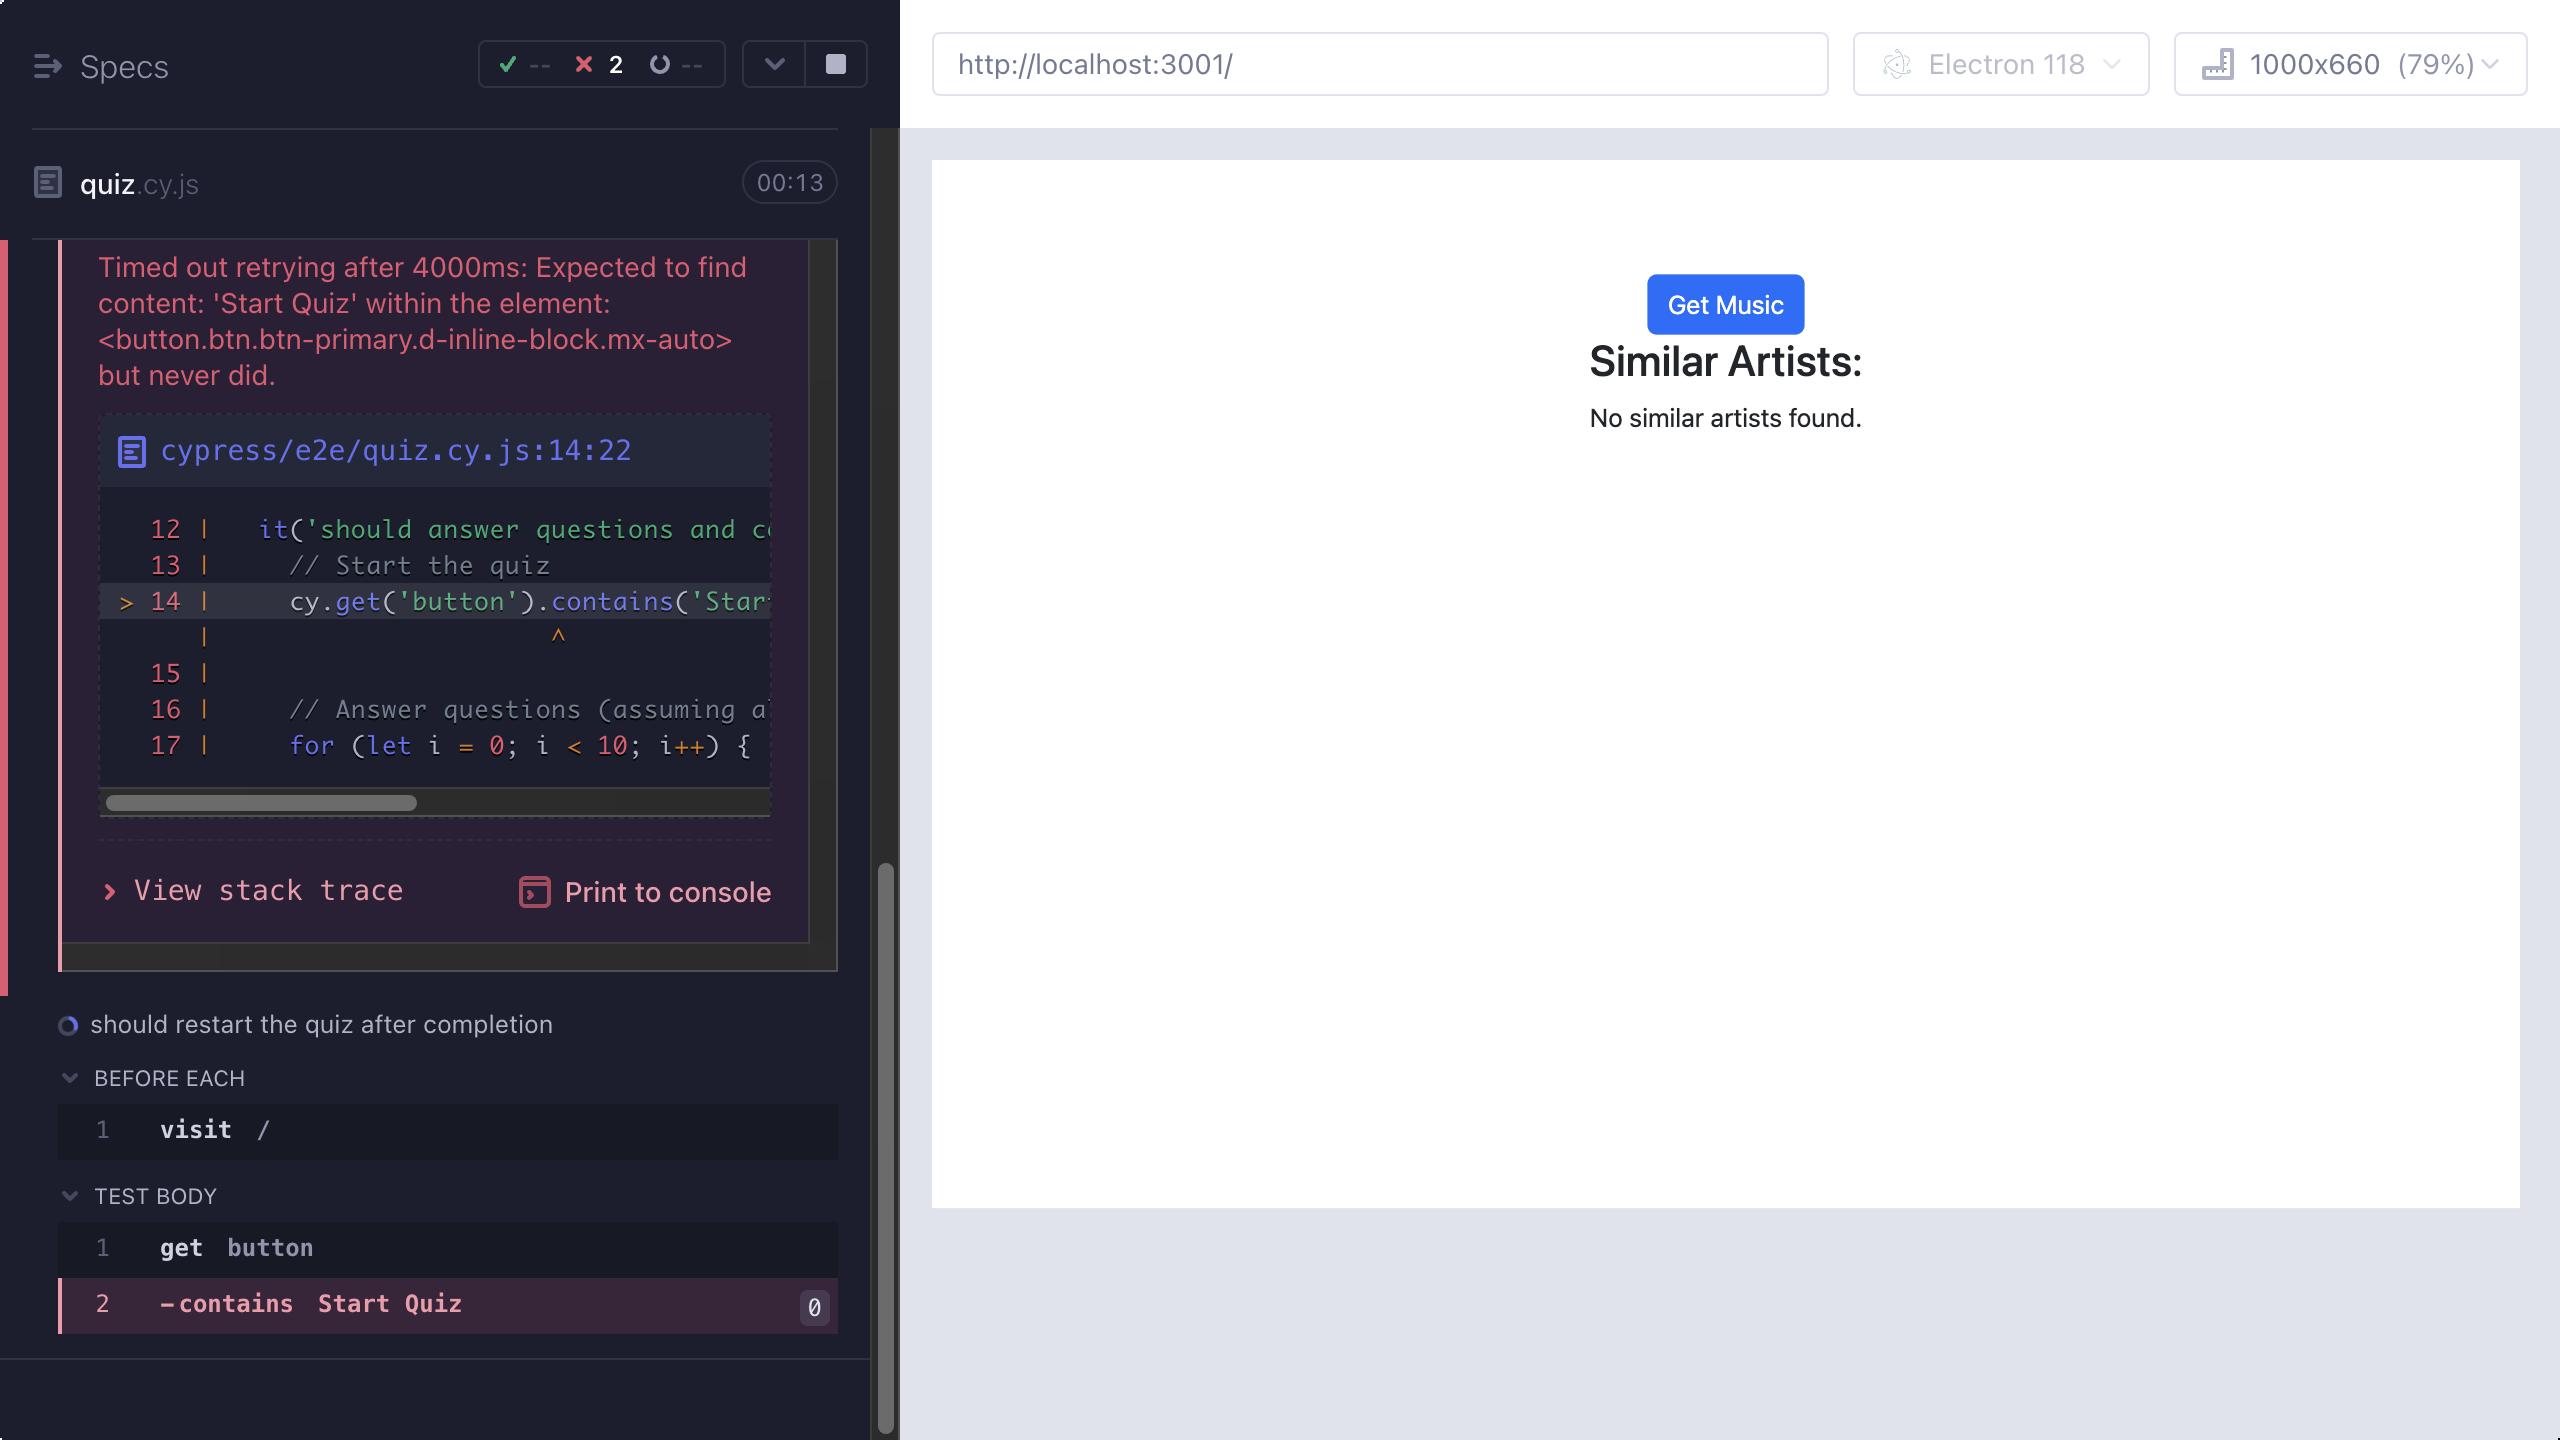 Specs
-- 2 --
quiz.cy.js
00:13
Timed out retrying after 4000ms: Expected to find
content: 'Start Quiz' within the element:
<button.btn.btn-primary.d-inline-block.mx-auto>
but never did.
cypress/e2e/quiz.cy.js:14:22
12 | it('should answer questions and co
13 | // Start the quiz
> 14 | cy.get('button').contains('Star
| ^
15 |
16 | // Answer questions (assuming a
17 | for (let i = 0; i < 10; i++) {
View stack trace
Print to console
should restart the quiz after completion
BEFORE EACH
1 visit /
TEST BODY
1 get button
2 -contains Start Quiz 0
http://localhost:3001/
Electron 118
1000x660 (79%)
Get Music
Similar Artists:
No similar artists found.